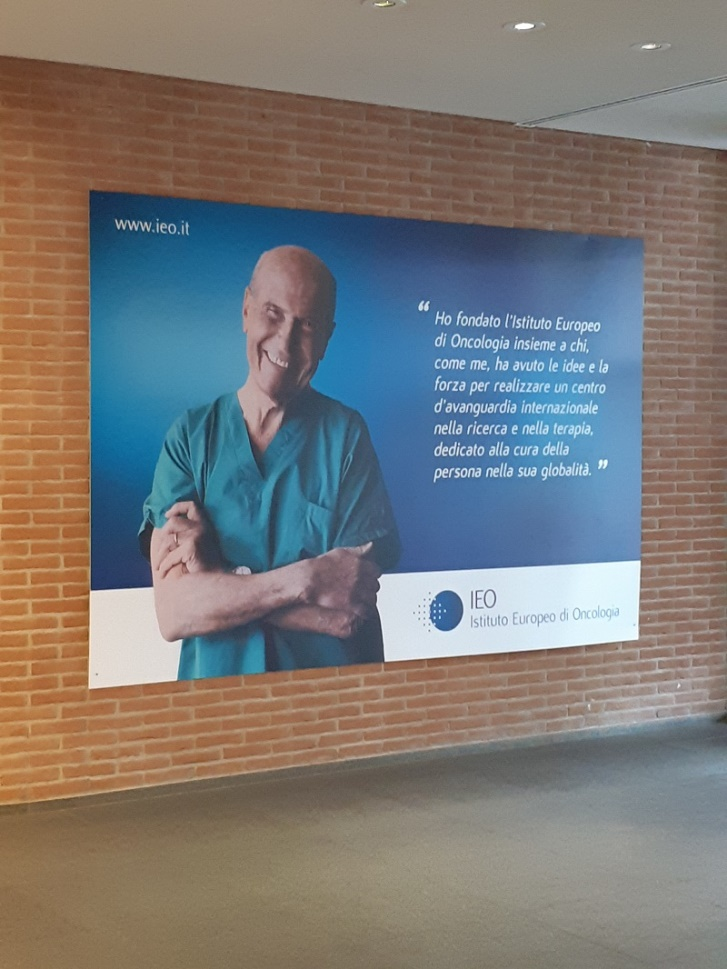 www.ieo.it
“ Ho fondato l'Istituto Europeo
di Oncologia insieme a chi,
come me, ha avuto le idee e la
forza per realizzare un centro
d'avanguardia internazionale
nella ricerca e nella terapia,
dedicato alla cura della
persona nella sua globalità. ”
IEO
Istituto Europeo di Oncologia